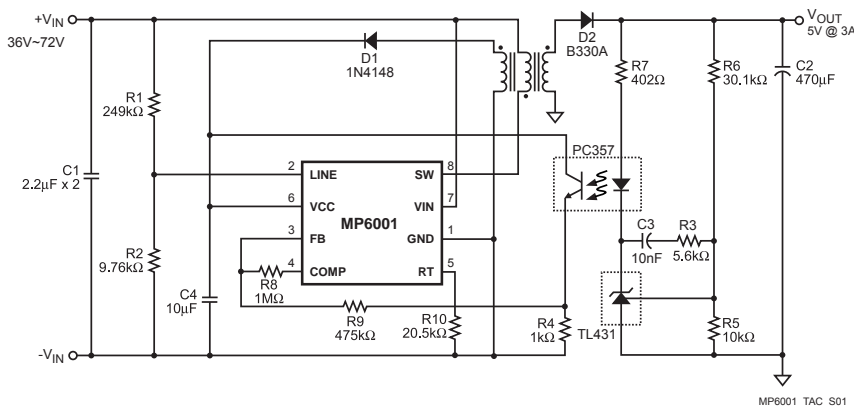 +VIN
36V~72V
D1
1N4148
D2
B330A
VOUT
5V @ 3A
R1
249kΩ
R7
402Ω
R6
30.1kΩ
C2
470µF
C1
2.2µF x 2
PC357
2
LINE
SW
8
6
VCC
VIN
7
MP6001
3
FB
GND
1
4
COMP
RT
5
R2
9.76kΩ
C3
10nF
R3
5.6kΩ
R8
1MΩ
C4
10µF
R9
475kΩ
R10
20.5kΩ
R4
1kΩ
TL431
R5
10kΩ
-VIN
MP6001_TAC_S01